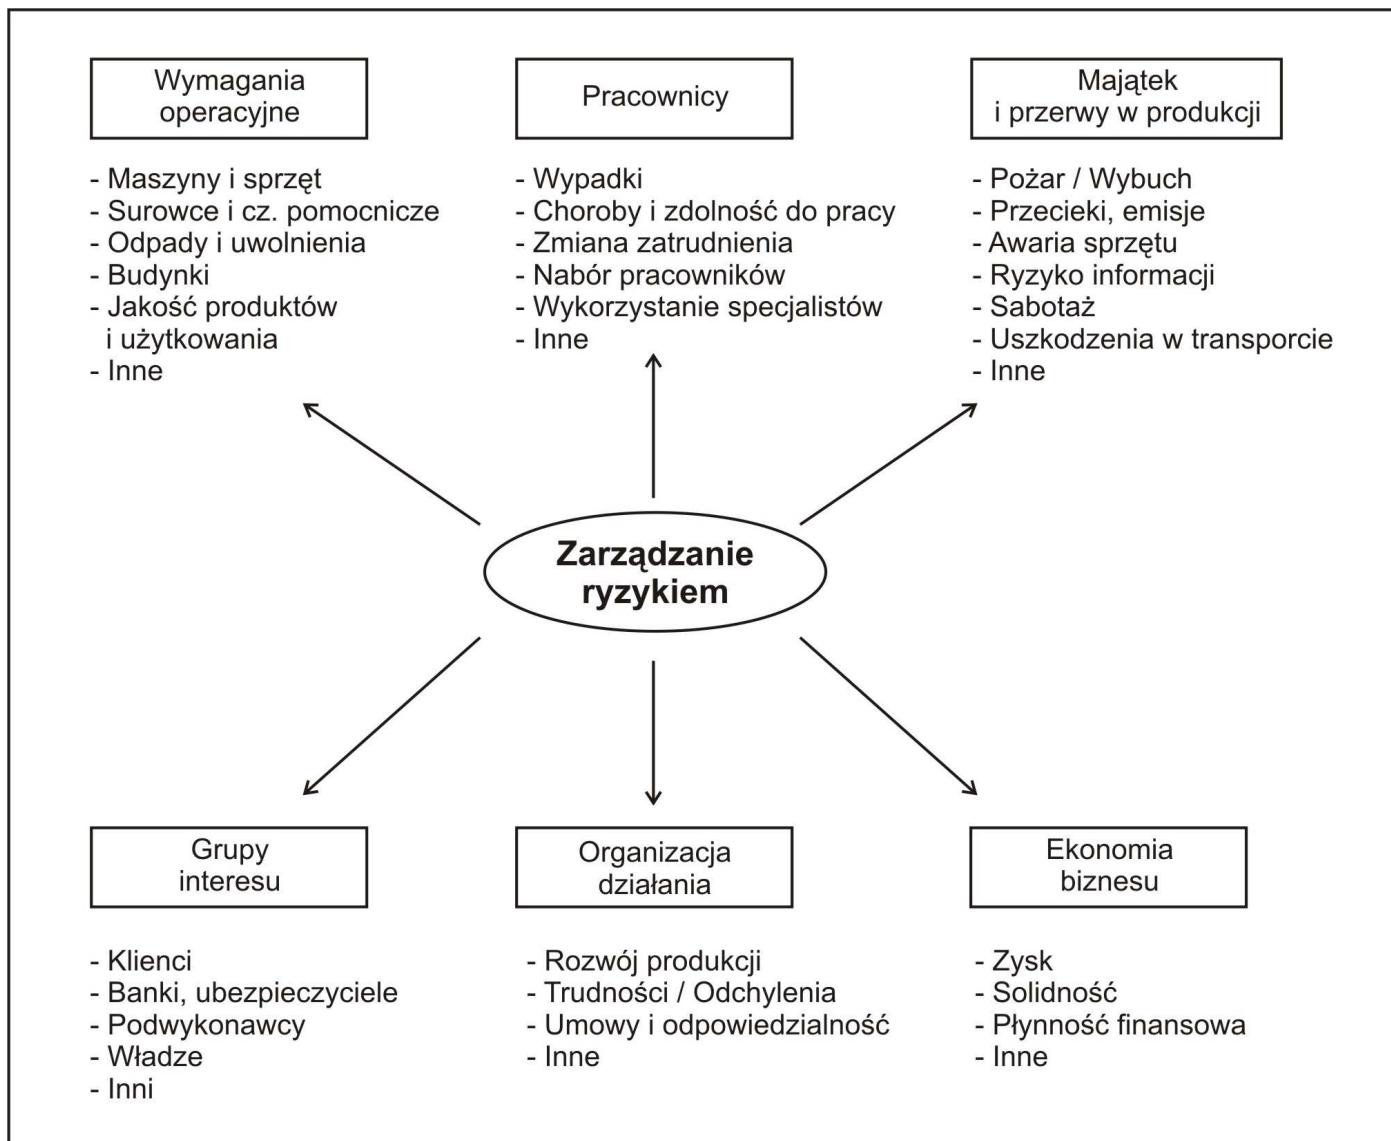 Wymagania
operacyjne
- Maszyny i sprzęt
- Surowce i cz. pomocnicze
- Odpady i uwolnienia
- Budynki
- Jakość produktów
i użytkowania
- Inne
Pracownicy
- Wypadki
- Choroby i zdolność do pracy
- Zmiana zatrudnienia
- Nabór pracowników
- Wykorzystanie specjalistów
- Inne
Majątek
i przerwy w produkcji
- Pożar / Wybuch
- Przecieki, emisje
- Awaria sprzętu
- Ryzyko informacji
- Sabotaż
- Uszkodzenia w transporcie
- Inne
Zarządzanie
ryzykiem
Grupy
interesu
- Klienci
- Banki, ubezpieczyciele
- Podwykonawcy
- Władze
- Inni
Organizacja
działania
- Rozwój produkcji
- Trudności / Odchylenia
- Umowy i odpowiedzialność
- Inne
Ekonomia
biznesu
- Zysk
- Solidność
- Płynność finansowa
- Inne